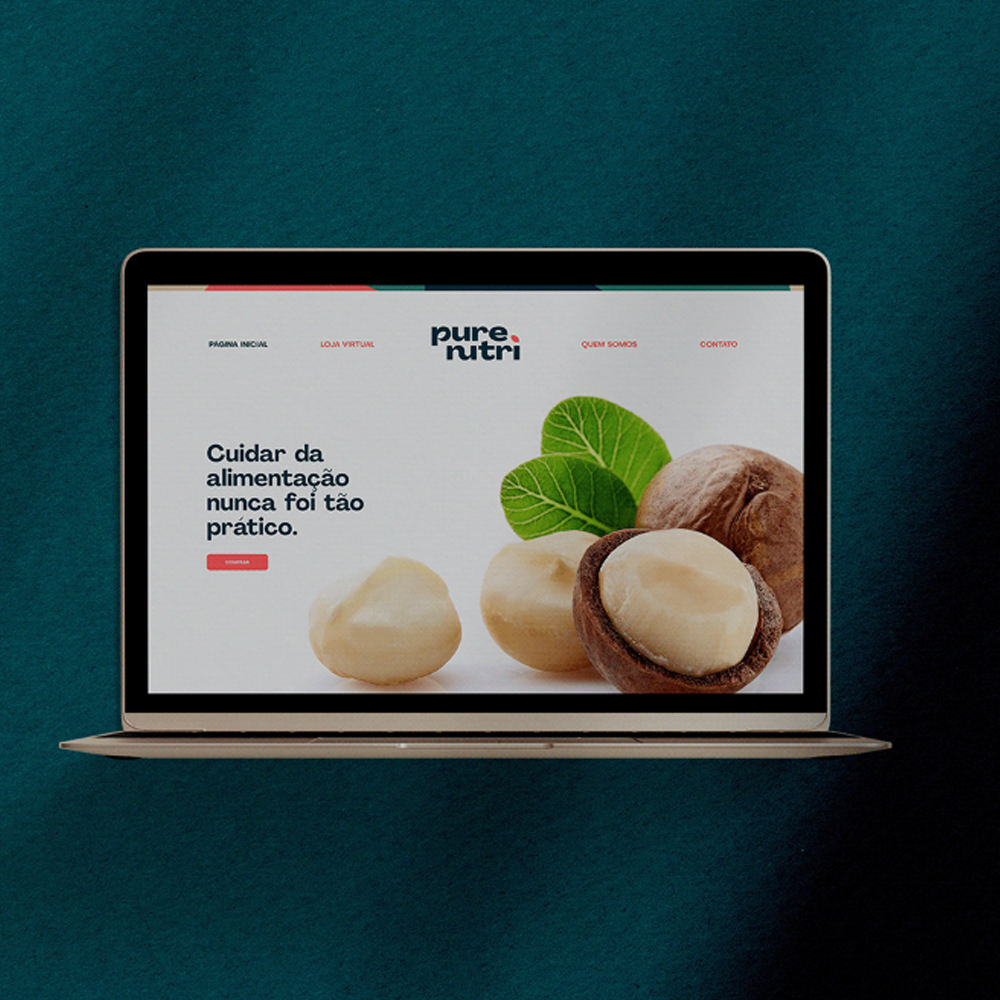 PÁGINA INICIAL
LOJA VIRTUAL
pure
nutri
QUEM SOMOS
CONTATO
Cuidar da
alimentação
nunca foi tão
prático.
COMPRAR